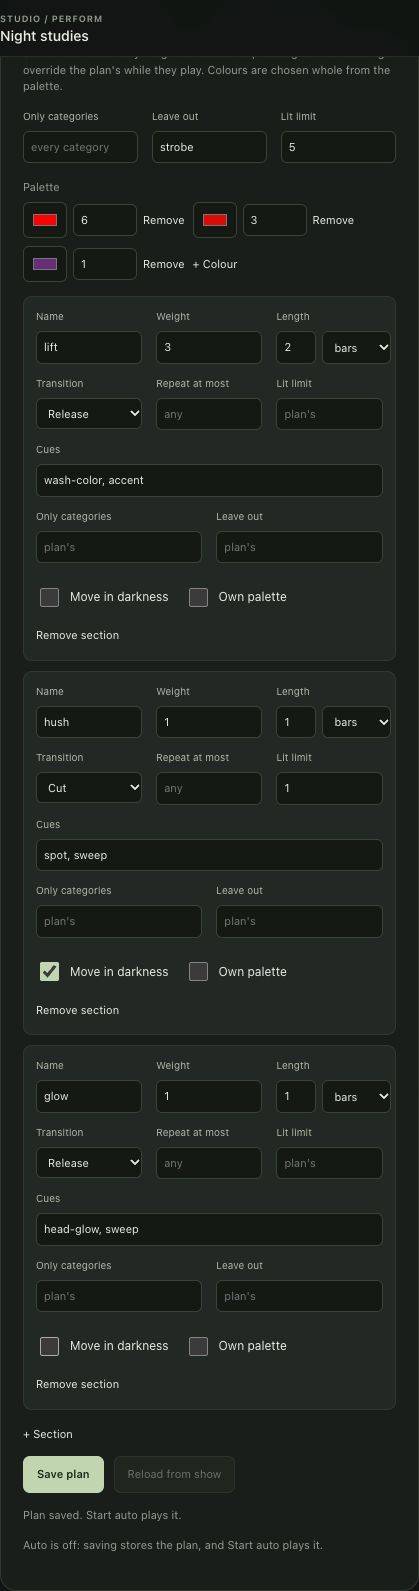 STUDIO / PERFORM
Night studies
override the plan's while they play. Colours are chosen whole from the
palette.
Only categories Leave out Lit limit
every category strobe 5
Palette
6 Remove 3 Remove
1 Remove + Colour
Name Weight Length
lift 3 2 bars
Transition Repeat at most Lit limit
Release any plan's
Cues
wash-color, accent
Only categories Leave out
plan's plan's
Move in darkness Own palette
Remove section
Name Weight Length
hush 1 1 bars
Transition Repeat at most Lit limit
Cut any 1
Cues
spot, sweep
Only categories Leave out
plan's plan's
Move in darkness Own palette
Remove section
Name Weight Length
glow 1 1 bars
Transition Repeat at most Lit limit
Release any plan's
Cues
head-glow, sweep
Only categories Leave out
plan's plan's
Move in darkness Own palette
Remove section
+ Section
Save plan Reload from show
Plan saved. Start auto plays it.
Auto is off: saving stores the plan, and Start auto plays it.